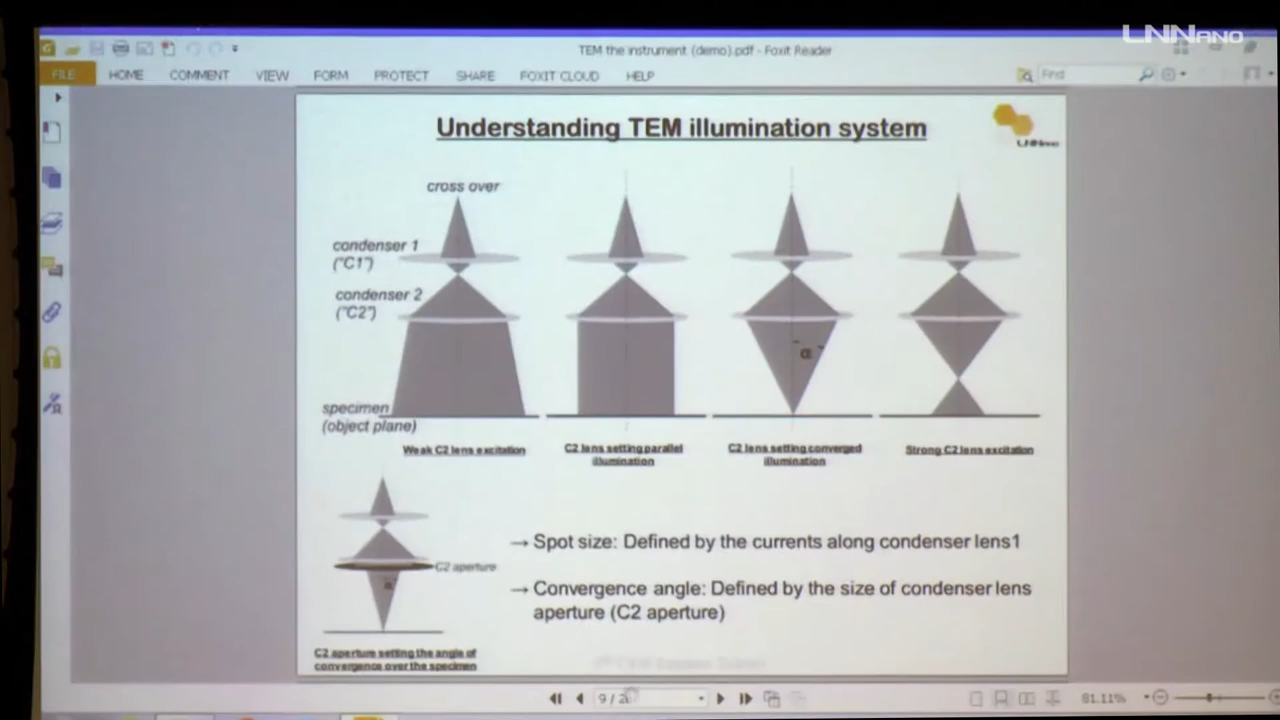 LNNANO
TEM the instrument (demo).pdf - Foxit Reader
FILE HOME COMMENT VIEW FORM PROTECT SHARE FOXIT CLOUD HELP Find
Understanding TEM illumination system
LNNano
cross over
condenser 1
("C1")
condenser 2
("C2")
α
specimen
(object plane)
Weak C2 lens excitation
C2 lens setting parallel
illumination
C2 lens setting converged
illumination
Strong C2 lens excitation
C2 aperture
α
→ Spot size: Defined by the currents along condenser lens1
→ Convergence angle: Defined by the size of condenser lens
aperture (C2 aperture)
C2 aperture setting the angle of
convergence over the specimen
9 / 2
81.11%